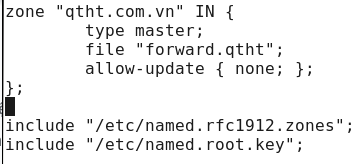 zone "qtht.com.vn" IN {
        type master;
        file "forward.qtht";
        allow-update { none; };
};
include "/etc/named.rfc1912.zones";
include "/etc/named.root.key";